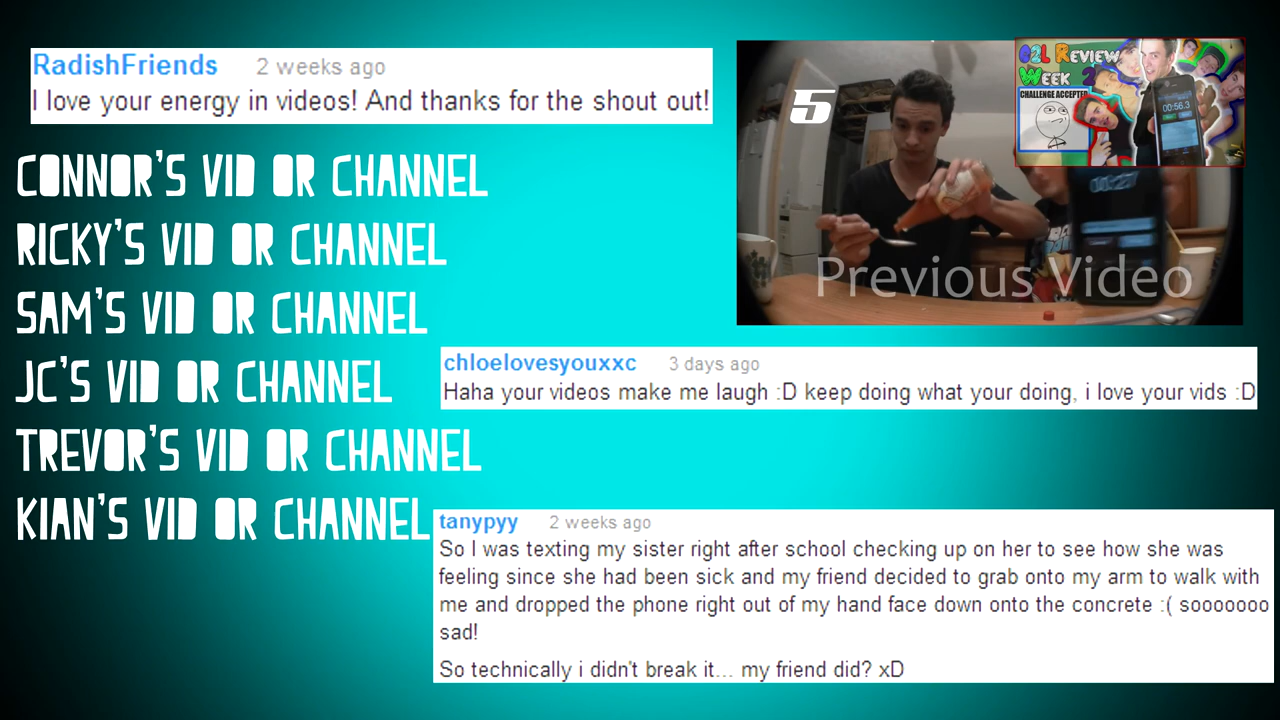 RadishFriends 2 weeks ago
I love your energy in videos! And thanks for the shout out!
CONNOR'S VID OR CHANNEL
RICKY'S VID OR CHANNEL
SAM'S VID OR CHANNEL
JC'S VID OR CHANNEL
TREVOR'S VID OR CHANNEL
KIAN'S VID OR CHANNEL
5
O2L REVIEW
WEEK 2
CHALLENGE ACCEPTED
00:56.3
00:27
Previous Video
chloelovesyouxxc 3 days ago
Haha your videos make me laugh :D keep doing what your doing, i love your vids :D
tanypyy 2 weeks ago
So I was texting my sister right after school checking up on her to see how she was
feeling since she had been sick and my friend decided to grab onto my arm to walk with
me and dropped the phone right out of my hand face down onto the concrete :( sooooooo
sad!
So technically i didn't break it... my friend did? xD